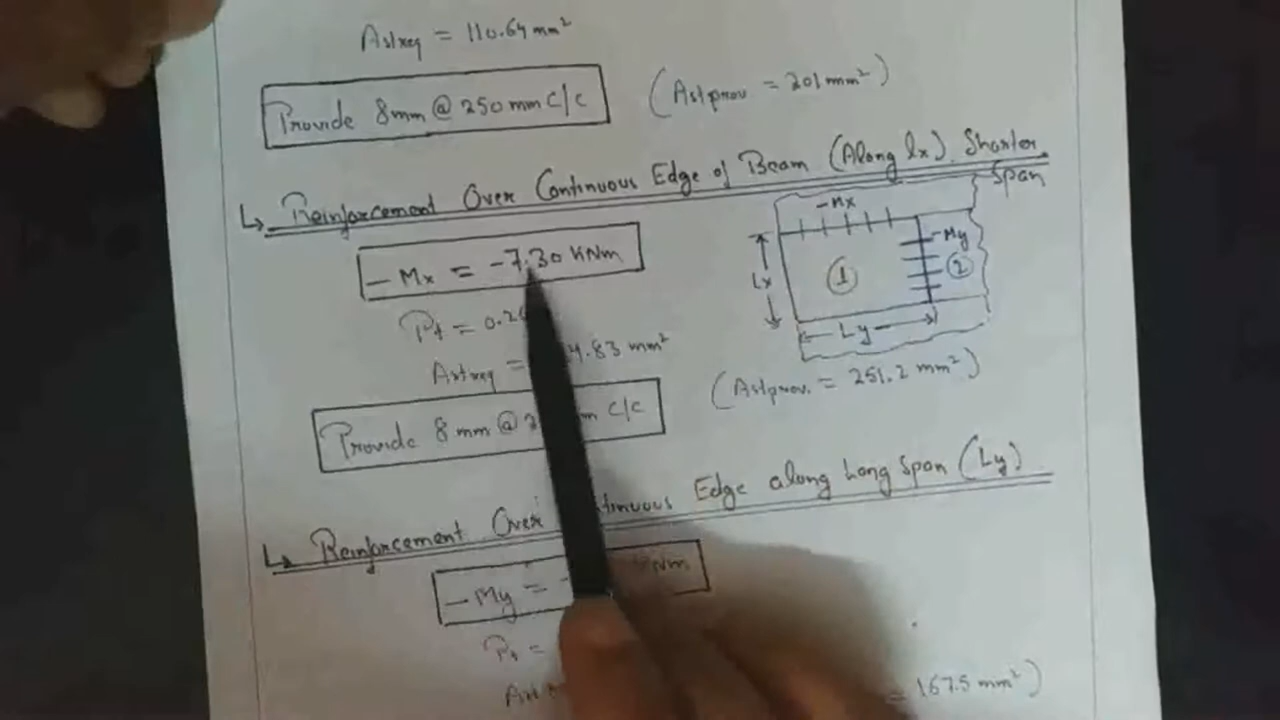 Astreq = 110.64 mm²
Provide 8mm @ 250 mm C/C (Astprov = 201 mm²)
↳ Reinforcement Over Continuous Edge of Beam (Along lx) Shorter Span
-Mx
- Mx = -7.30 KNm
-My
Lx
1
2
Pt = 0.2
Ly
Astreq = 4.83 mm²
(Astprov. = 251.2 mm²)
Provide 8 mm @ 2 m C/C
↳ Reinforcement Over Edge along Long Span (Ly)
- My = - Nm
Pt =
Ast = 167.5 mm²)